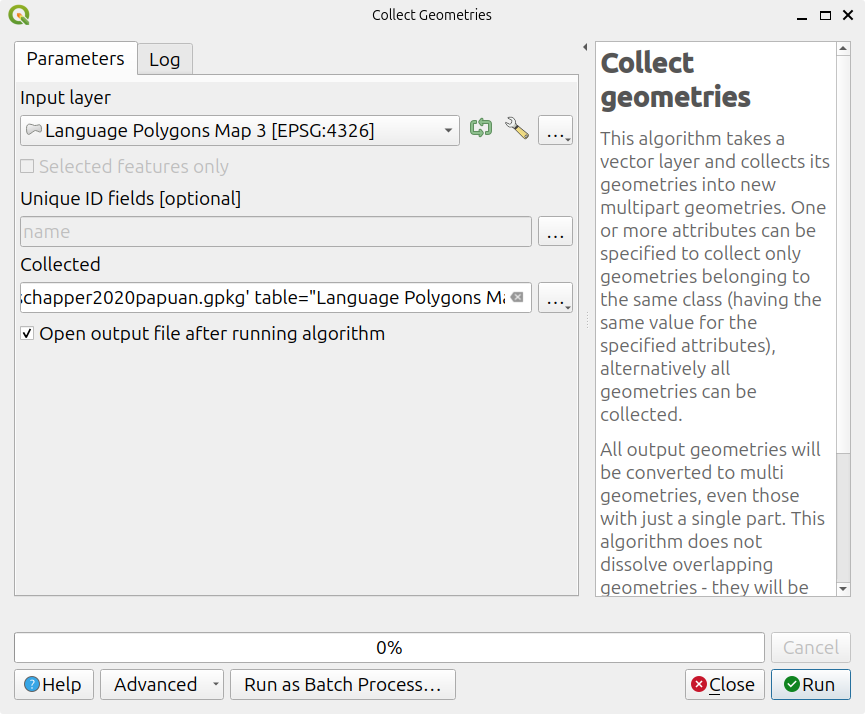 Collect Geometries
Parameters
Log
Input layer
Language Polygons Map 3 [EPSG:4326]
...
Selected features only
Unique ID fields [optional]
name
...
Collected
schapper2020papuan.gpkg' table="Language Polygons Ma
...
Open output file after running algorithm
Collect
geometries
This algorithm takes a
vector layer and collects its
geometries into new
multipart geometries. One
or more attributes can be
specified to collect only
geometries belonging to
the same class (having the
same value for the
specified attributes),
alternatively all
geometries can be
collected.
All output geometries will
be converted to multi
geometries, even those
with just a single part. This
algorithm does not
dissolve overlapping
geometries - they will be
0%
Cancel
Help
Advanced
Run as Batch Process...
Close
Run